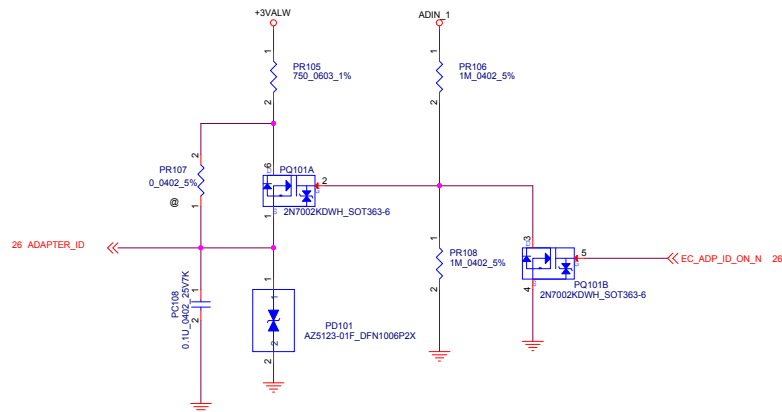 +3VALW
ADIN_1
1
PR105
750_0603_1%
2
1
PR106
1M_0402_5%
2
2
PR107
0_0402_5%
1
@
6
PQ101A
2
2N7002KDWH_SOT363-6
1
26 ADAPTER_ID
1
PR108
1M_0402_5%
2
3
5
EC_ADP_ID_ON_N 26
PQ101B
4
2N7002KDWH_SOT363-6
1
PC108
0.1U_0402_25V7K
2
1
1
PD101
AZ5123-01F_DFN1006P2X
2
2